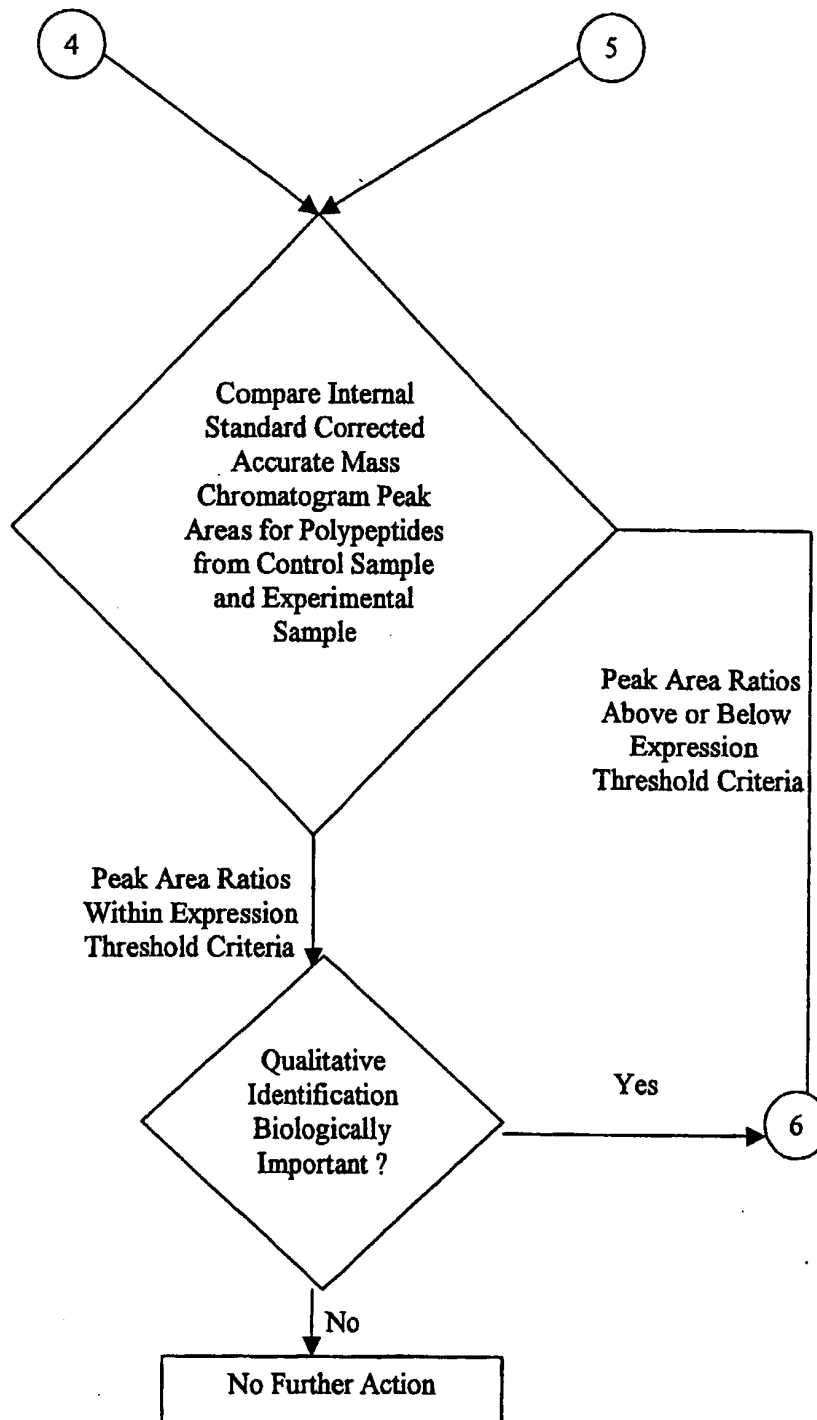 4
5
Compare Internal
Standard Corrected
Accurate Mass
Chromatogram Peak
Areas for Polypeptides
from Control Sample
and Experimental
Sample
Peak Area Ratios
Above or Below
Expression
Threshold Criteria
Peak Area Ratios
Within Expression
Threshold Criteria
Qualitative
Identification
Biologically
Important ?
Yes
6
No
No Further Action